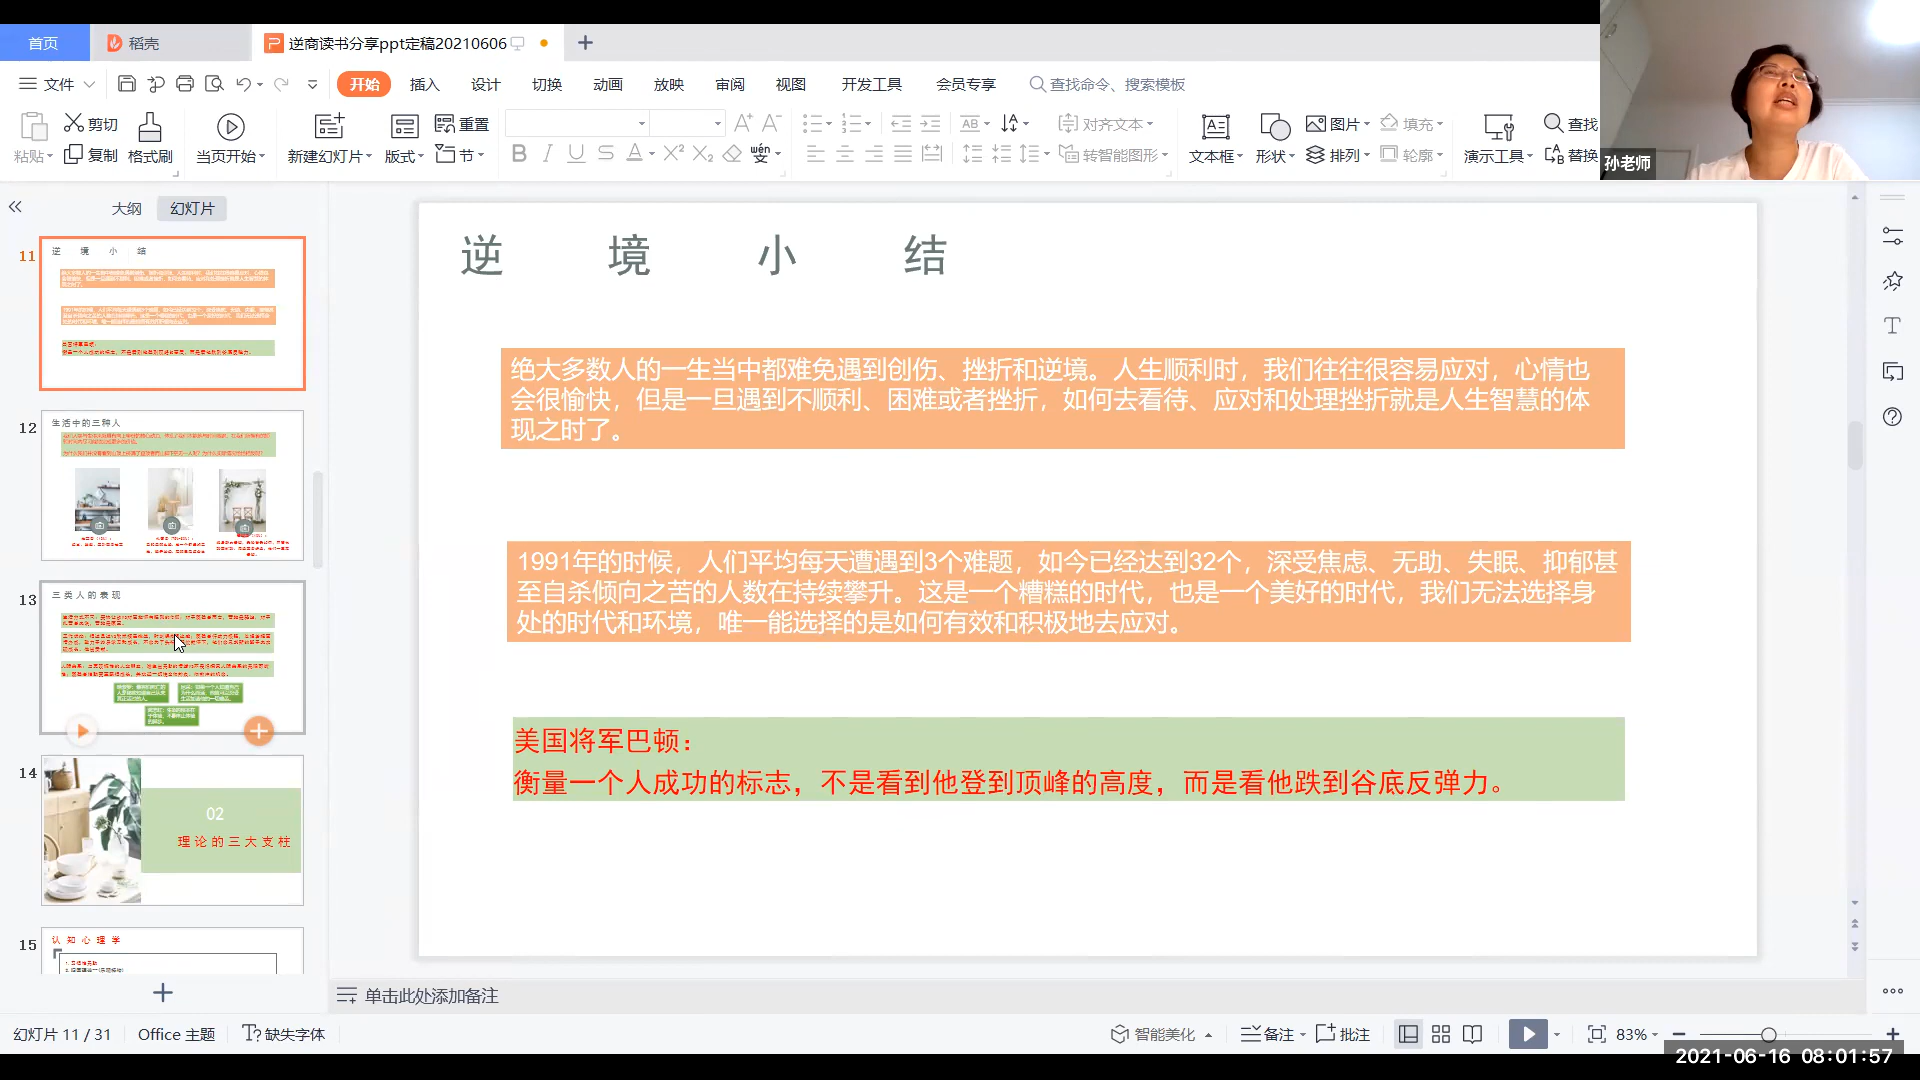 首页
稻壳
逆商读书分享ppt定稿20210606
文件
开始
插入
设计
切换
动画
放映
审阅
视图
开发工具
会员专享
查找命令、搜索模板
粘贴
剪切
复制
格式刷
当页开始
新建幻灯片
版式
重置
节
对齐文本
转智能图形
文本框
形状
图片
排列
填充
轮廓
演示工具
查找
替换
孙老师
大纲
幻灯片
11
逆 境 小 结
12
生活中的三种人
13
三类人的表现
14
02
理论的三大支柱
15
认知心理学
逆 境 小 结
绝大多数人的一生当中都难免遇到创伤、挫折和逆境。人生顺利时，我们往往很容易应对，心情也
会很愉快，但是一旦遇到不顺利、困难或者挫折，如何去看待、应对和处理挫折就是人生智慧的体
现之时了。
1991年的时候，人们平均每天遭遇到3个难题，如今已经达到32个，深受焦虑、无助、失眠、抑郁甚
至自杀倾向之苦的人数在持续攀升。这是一个糟糕的时代，也是一个美好的时代，我们无法选择身
处的时代和环境，唯一能选择的是如何有效和积极地去应对。
美国将军巴顿：
衡量一个人成功的标志，不是看到他登到顶峰的高度，而是看他跌到谷底反弹力。
单击此处添加备注
幻灯片 11 / 31
Office 主题
缺失字体
智能美化
备注
批注
83%
2021-06-16 08:01:57